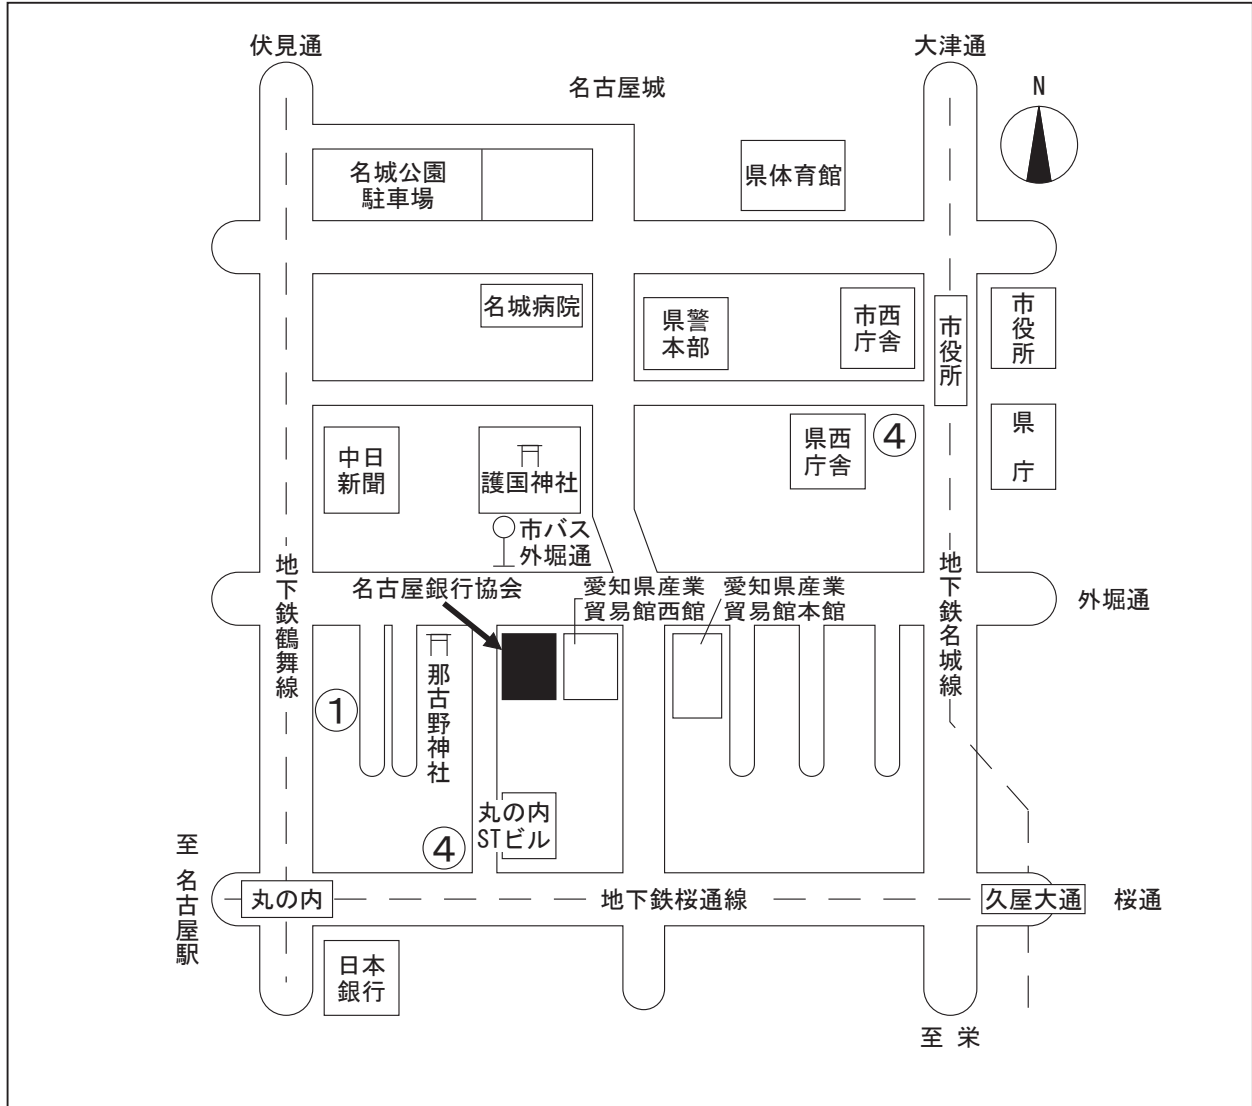 伏見通
大津通
名古屋城
N
名城公園
駐車場
県体育館
名城病院
県警
本部
市西
庁舎
市役所
市役所
中日
新聞
護国神社
県西
庁舎
④
県庁
市バス
外堀通
地下鉄鶴舞線
名古屋銀行協会
愛知県産業
貿易館西館
愛知県産業
貿易館本館
地下鉄名城線
外堀通
①
那古野神社
丸の内
STビル
④
至 名古屋駅
丸の内
地下鉄桜通線
久屋大通
桜通
日本
銀行
至 栄